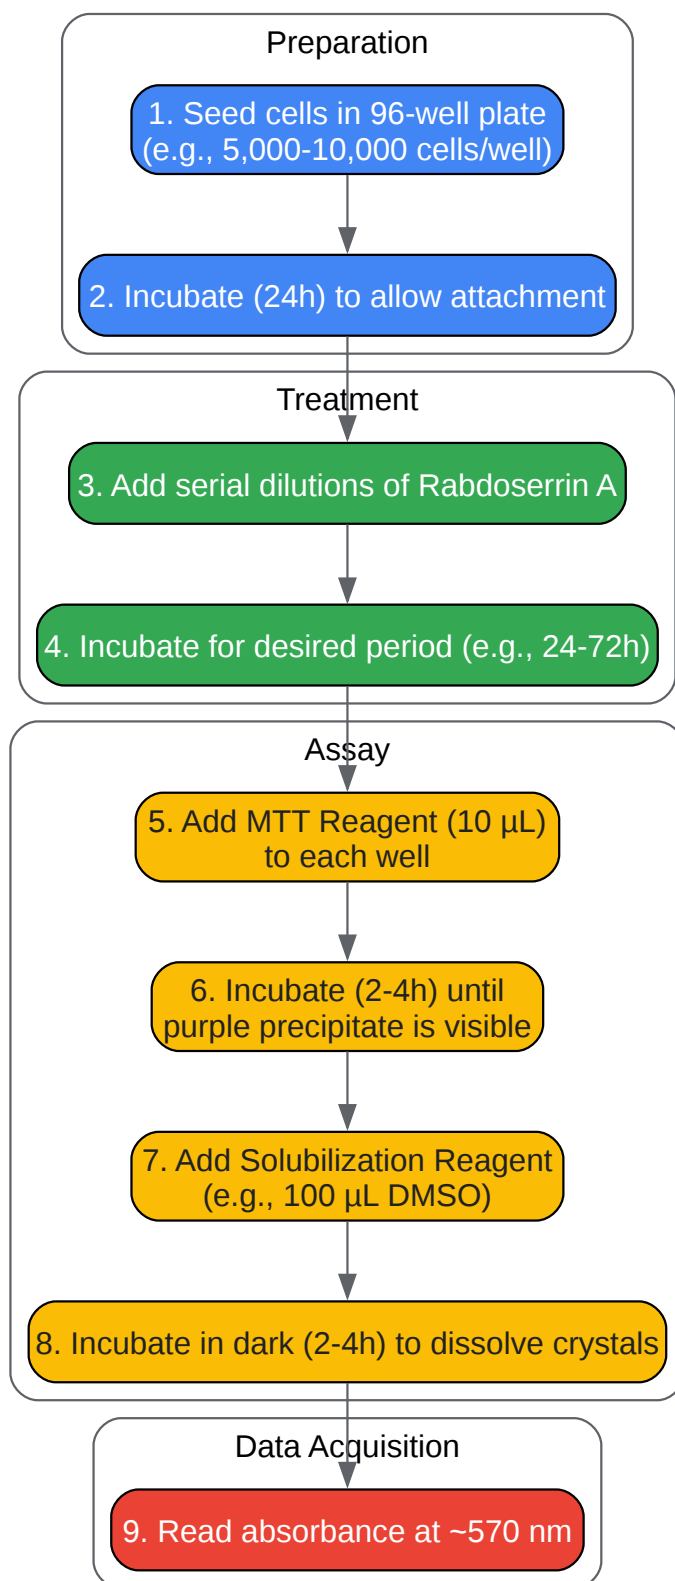 Preparation
1. Seed cells in 96-well plate
(e.g., 5,000-10,000 cells/well)
2. Incubate (24h) to allow attachment
Treatment
3. Add serial dilutions of Rabdoserrin A
4. Incubate for desired period (e.g., 24-72h)
Assay
5. Add MTT Reagent (10 µL)
to each well
6. Incubate (2-4h) until
purple precipitate is visible
7. Add Solubilization Reagent
(e.g., 100 µL DMSO)
8. Incubate in dark (2-4h) to dissolve crystals
Data Acquisition
9. Read absorbance at ~570 nm